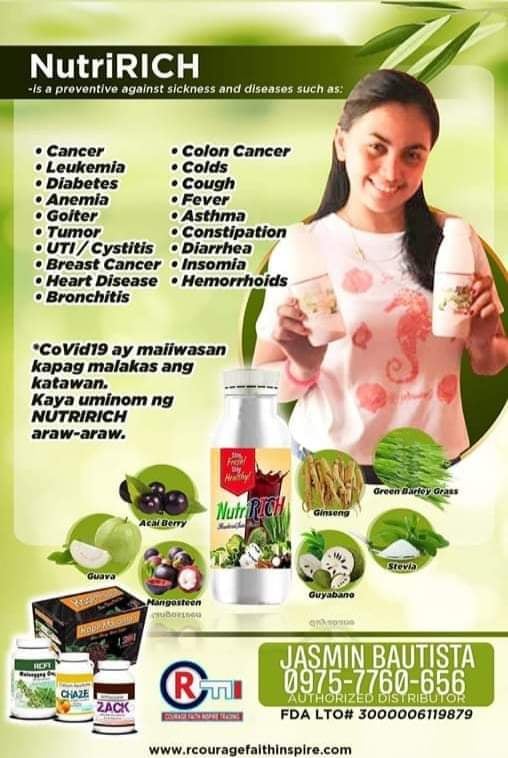 NutriRICH
-is a preventive against sickness and diseases such as:
• Cancer
• Leukemia
• Diabetes
• Anemia
• Goiter
• Tumor
• UTI / Cystitis
• Breast Cancer
• Heart Disease
• Bronchitis
• Colon Cancer
• Colds
• Cough
• Fever
• Asthma
• Constipation
• Diarrhea
• Insomia
• Hemorrhoids
*CoVid19 ay maiiwasan
kapag malakas ang
katawan.
Kaya uminom ng
NUTRIRICH
araw-araw.
Stay
Fresh!
Stay
Healthy!
NutriRICH
Acai Berry
Guava
Mangosteen
Ginseng
Green Barley Grass
Guyabano
Stevia
RCFI
CHAZE
ZACK
R TI
COURAGE FAITH INSPIRE TRADING
JASMIN BAUTISTA
0975-7760-656
AUTHORIZED DISTRIBUTOR
FDA LTO# 3000006119879
www.rcouragefaithinspire.com